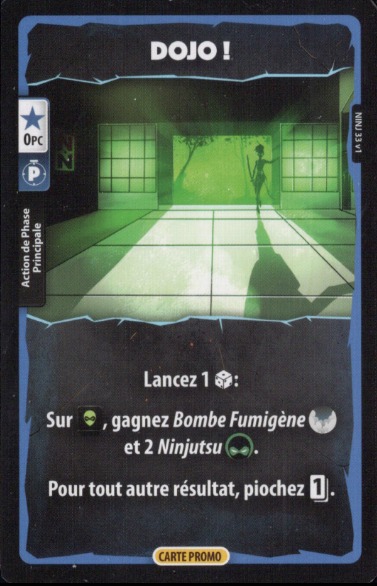 DOJO !
NINJ 33 v1
0PC
P
Action de Phase
Principale
Lancez 1 :
Sur , gagnez Bombe Fumigène
et 2 Ninjutsu .
Pour tout autre résultat, piochez 1 .
CARTE PROMO